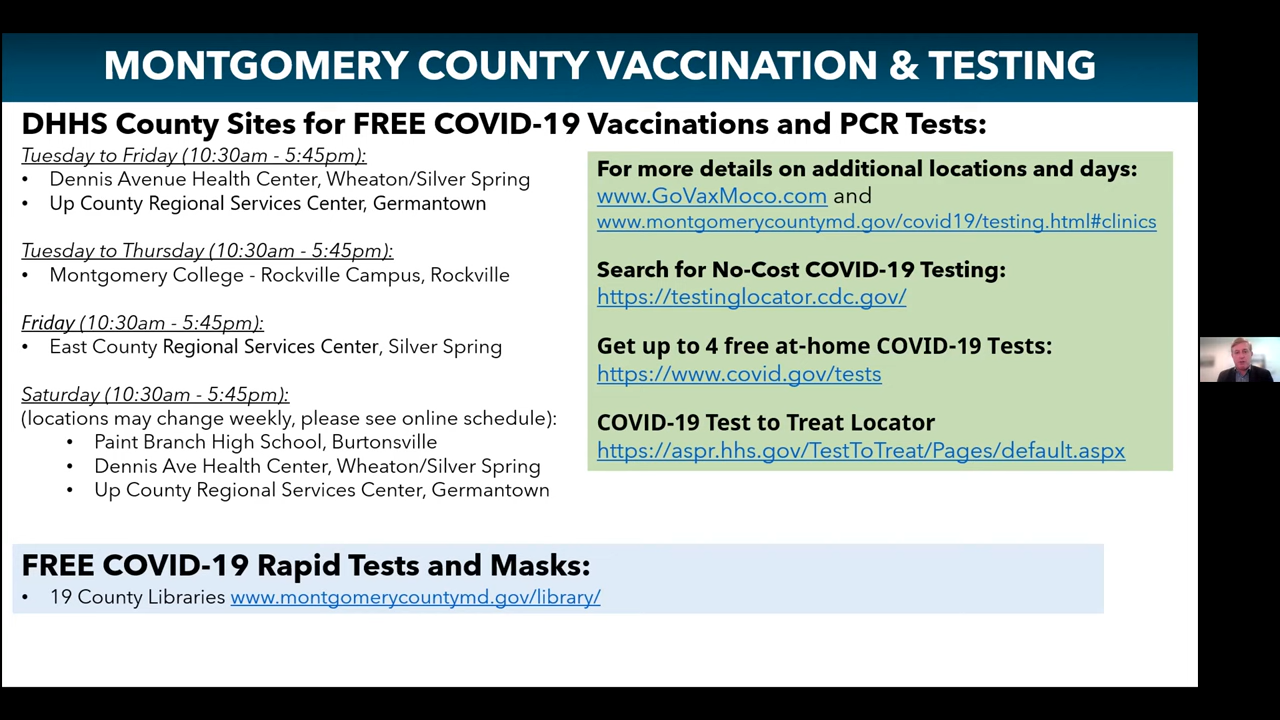 MONTGOMERY COUNTY VACCINATION & TESTING
DHHS County Sites for FREE COVID-19 Vaccinations and PCR Tests:
Tuesday to Friday (10:30am - 5:45pm):
• Dennis Avenue Health Center, Wheaton/Silver Spring
• Up County Regional Services Center, Germantown
Tuesday to Thursday (10:30am - 5:45pm):
• Montgomery College - Rockville Campus, Rockville
Friday (10:30am - 5:45pm):
• East County Regional Services Center, Silver Spring
Saturday (10:30am - 5:45pm):
(locations may change weekly, please see online schedule):
• Paint Branch High School, Burtonsville
• Dennis Ave Health Center, Wheaton/Silver Spring
• Up County Regional Services Center, Germantown
For more details on additional locations and days:
www.GoVaxMoco.com and
www.montgomerycountymd.gov/covid19/testing.html#clinics
Search for No-Cost COVID-19 Testing:
https://testinglocator.cdc.gov/
Get up to 4 free at-home COVID-19 Tests:
https://www.covid.gov/tests
COVID-19 Test to Treat Locator
https://aspr.hhs.gov/TestToTreat/Pages/default.aspx
FREE COVID-19 Rapid Tests and Masks:
• 19 County Libraries www.montgomerycountymd.gov/library/